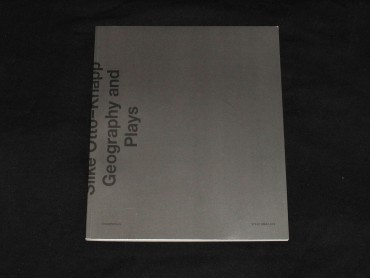 Silke Otto-Knapp
Geography and
Plays